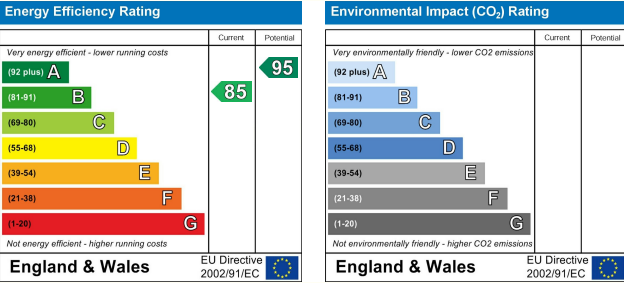 Energy Efficiency Rating
Current Potential
Very energy efficient - lower running costs
(92 plus) A
95
(81-91) B
85
(69-80) C
(55-68) D
(39-54) E
(21-38) F
(1-20) G
Not energy efficient - higher running costs
England & Wales
EU Directive
2002/91/EC
Environmental Impact (CO₂) Rating
Current Potential
Very environmentally friendly - lower CO2 emissions
(92 plus) A
(81-91) B
(69-80) C
(55-68) D
(39-54) E
(21-38) F
(1-20) G
Not environmentally friendly - higher CO2 emissions
England & Wales
EU Directive
2002/91/EC